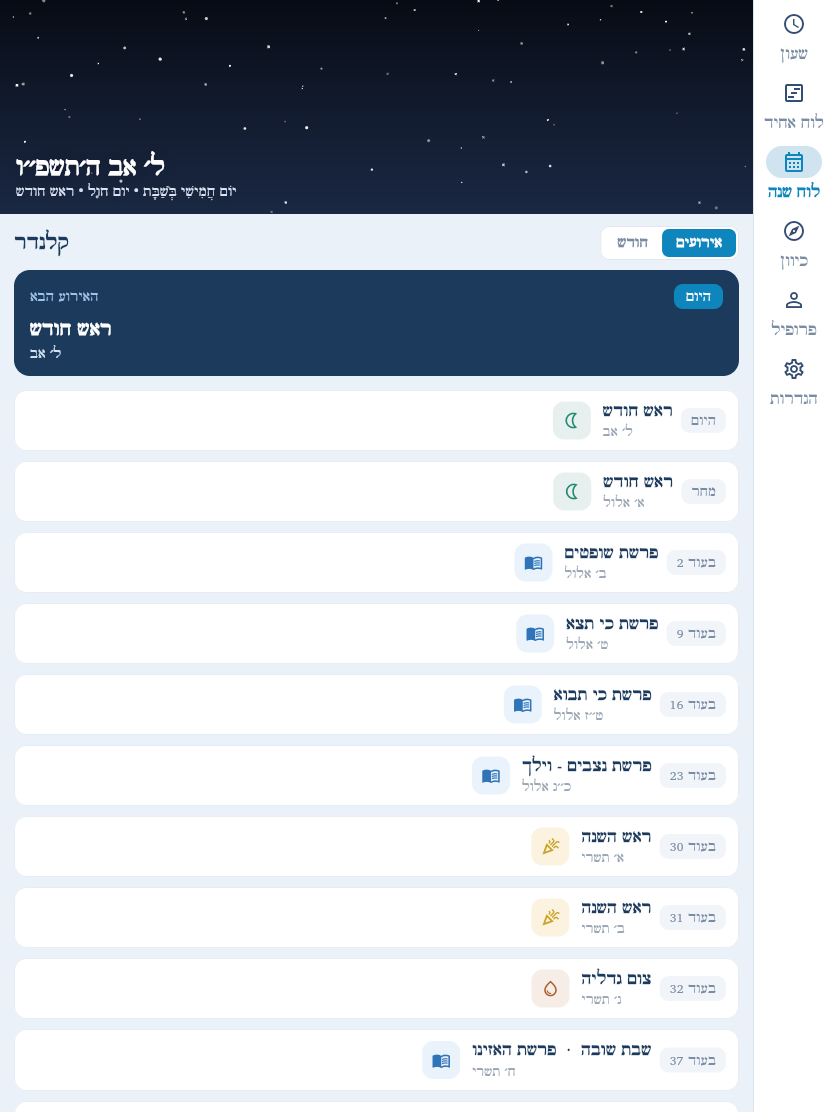 שעון
לוח אחיד
לוח שנה
כיוון
פרופיל
הגדרות
ל׳ אב ה׳תשפ״ו
יוֹם חֲמִישִׁי בְּשַׁבָּת • יום חול • ראש חודש
קלנדר
אירועים
חודש
היום
האירוע הבא
ראש חודש
ל׳ אב
היום
ראש חודש
ל׳ אב
מחר
ראש חודש
א׳ אלול
בעוד 2
פרשת שופטים
ב׳ אלול
בעוד 9
פרשת כי תצא
ט׳ אלול
בעוד 16
פרשת כי תבוא
ט״ז אלול
בעוד 23
פרשת נצבים - וילך
כ״ג אלול
בעוד 30
ראש השנה
א׳ תשרי
בעוד 31
ראש השנה
ב׳ תשרי
בעוד 32
צום גדליה
ג׳ תשרי
בעוד 37
שבת שובה · פרשת האזינו
ח׳ תשרי